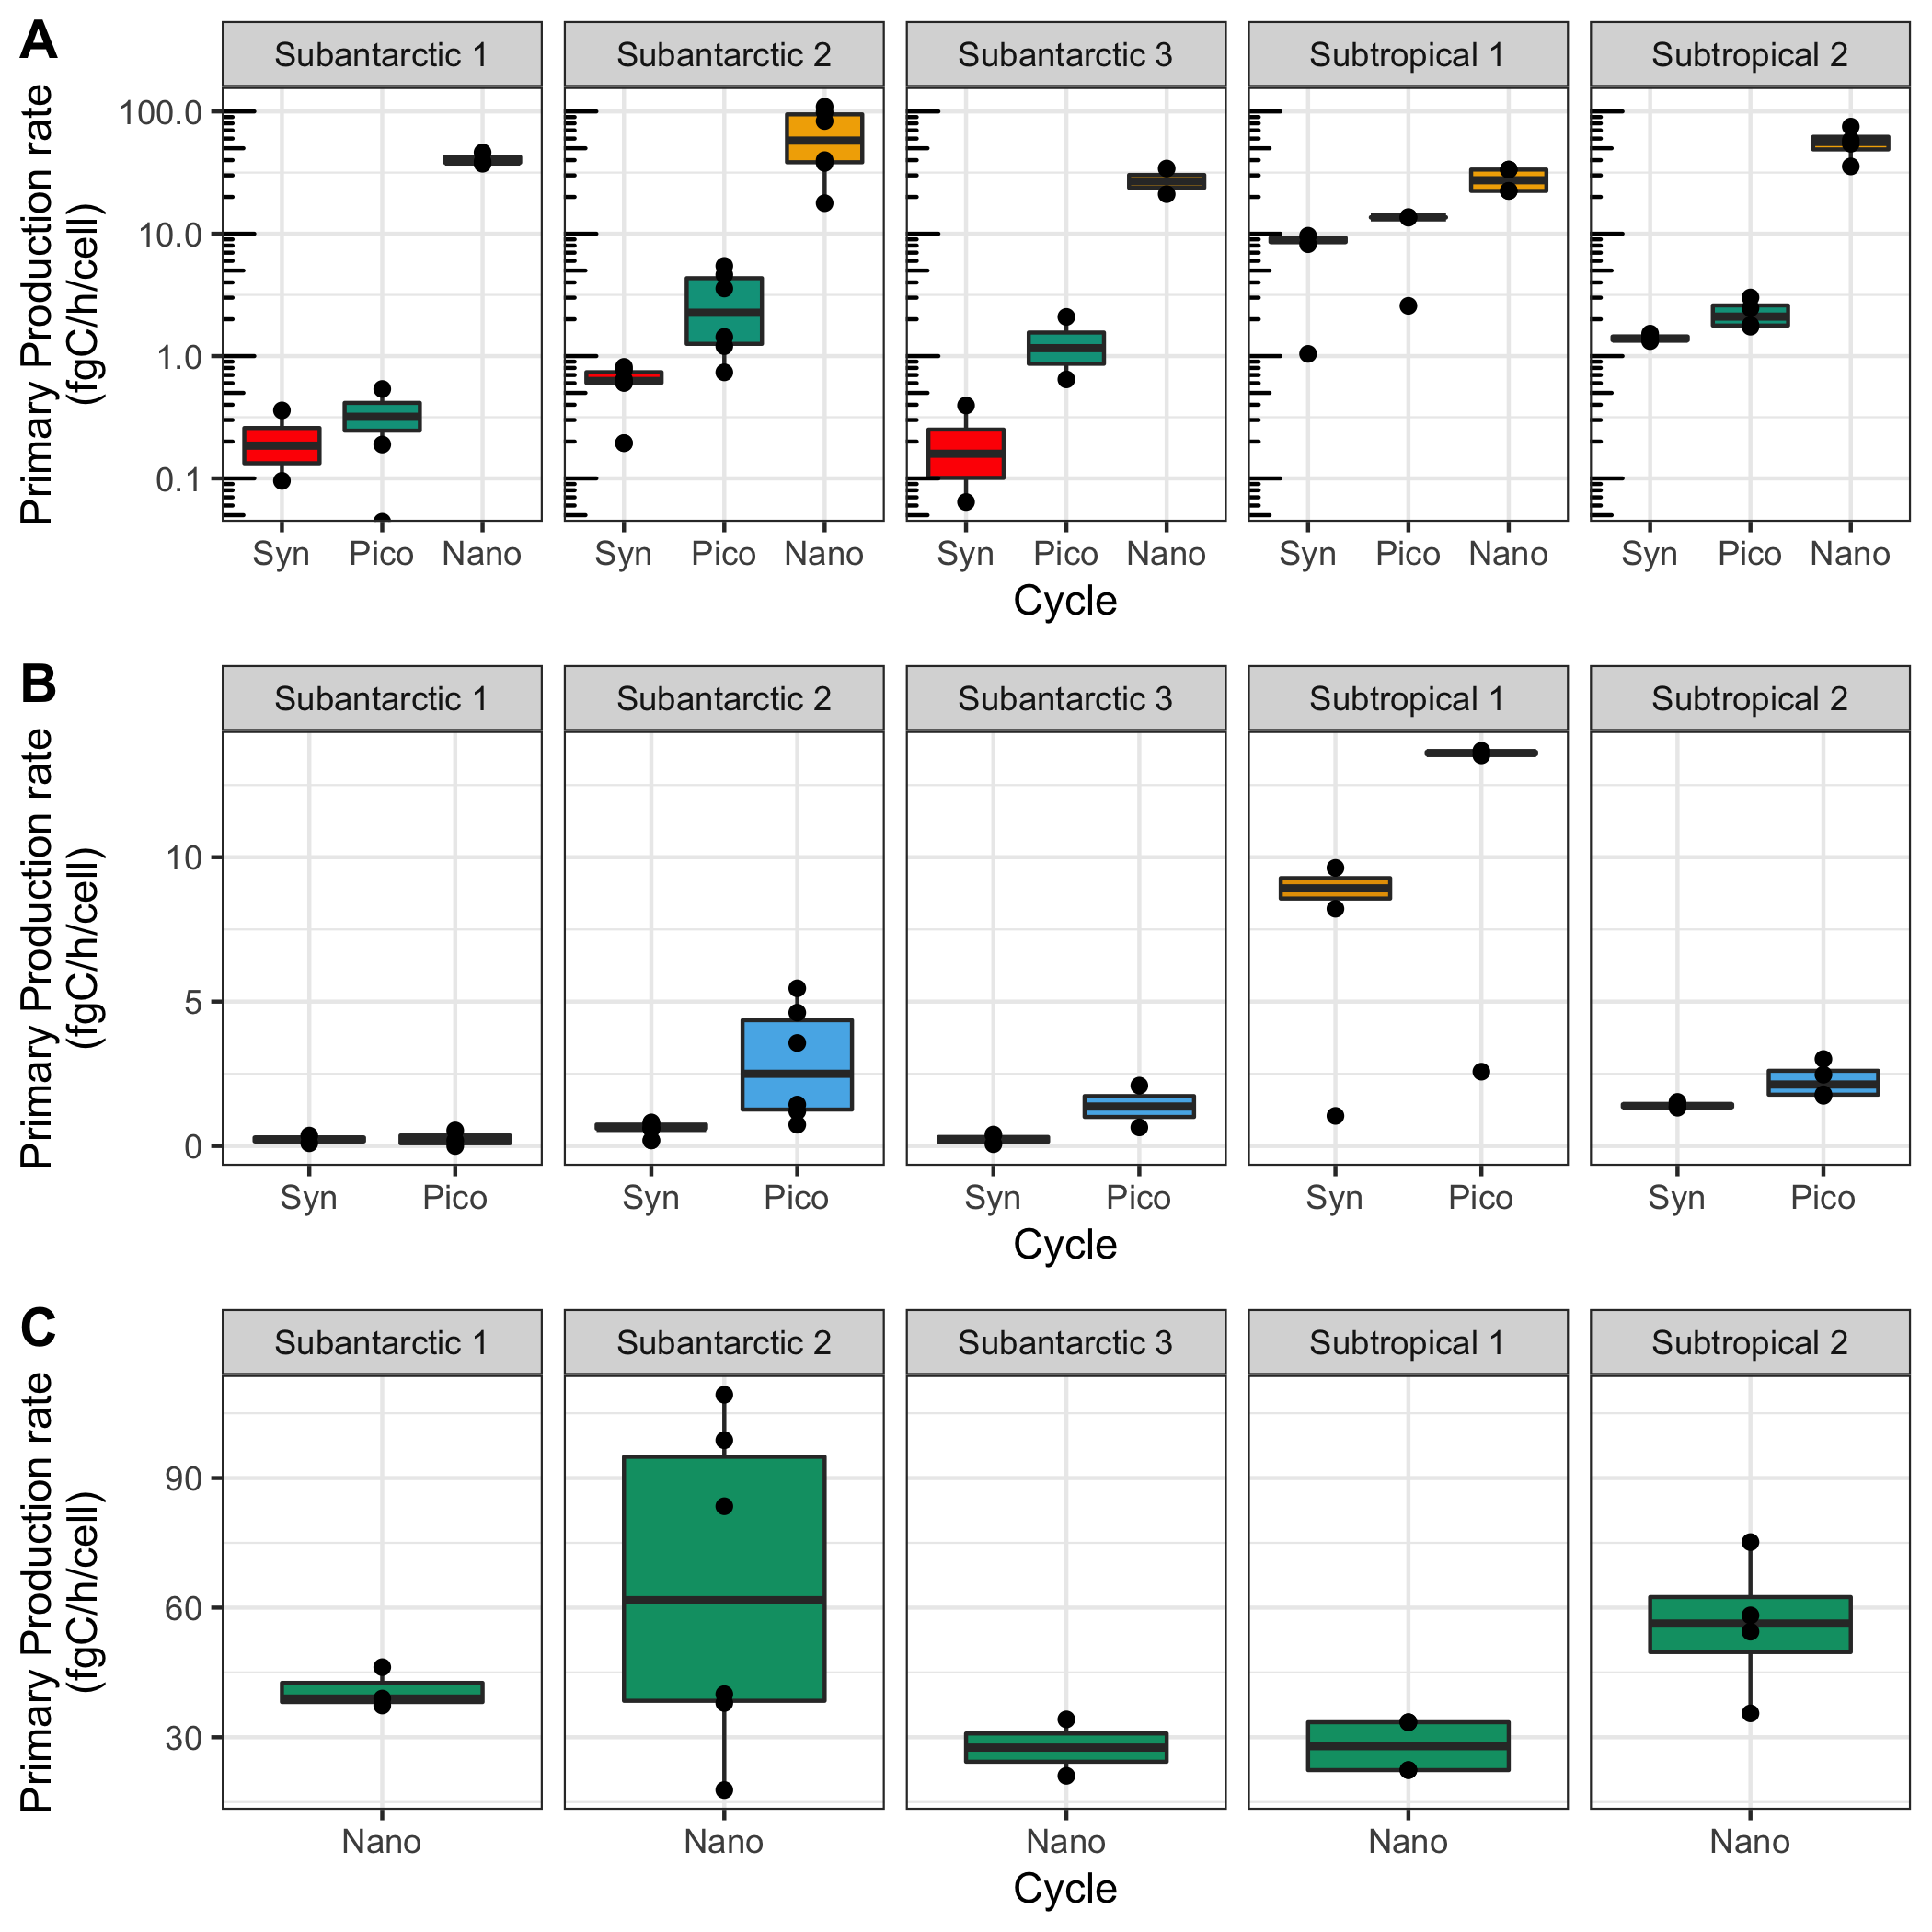 A
Subantarctic 1 Subantarctic 2 Subantarctic 3 Subtropical 1 Subtropical 2
Primary Production rate
(fgC/h/cell)
100.0
10.0
1.0
0.1
Syn Pico Nano Syn Pico Nano Syn Pico Nano Syn Pico Nano Syn Pico Nano
Cycle
B
Subantarctic 1 Subantarctic 2 Subantarctic 3 Subtropical 1 Subtropical 2
Primary Production rate
(fgC/h/cell)
10
5
0
Syn Pico Syn Pico Syn Pico Syn Pico Syn Pico
Cycle
C
Subantarctic 1 Subantarctic 2 Subantarctic 3 Subtropical 1 Subtropical 2
Primary Production rate
(fgC/h/cell)
90
60
30
Nano Nano Nano Nano Nano
Cycle